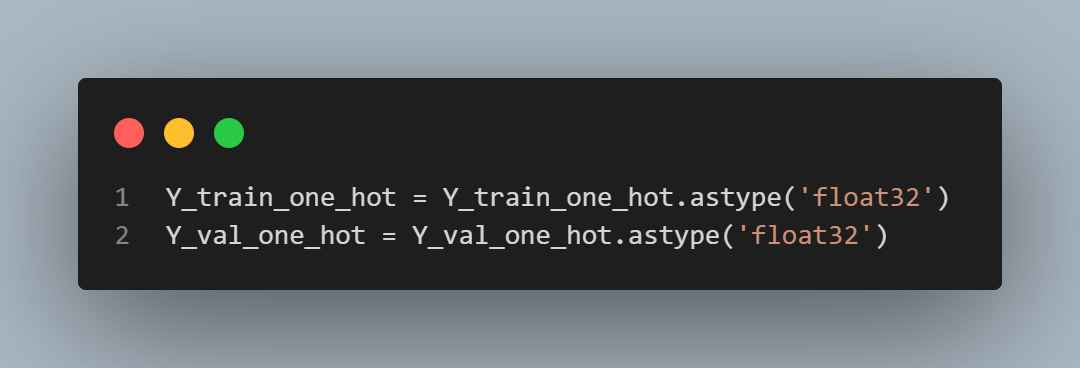 1 Y_train_one_hot = Y_train_one_hot.astype('float32')
2 Y_val_one_hot = Y_val_one_hot.astype('float32')